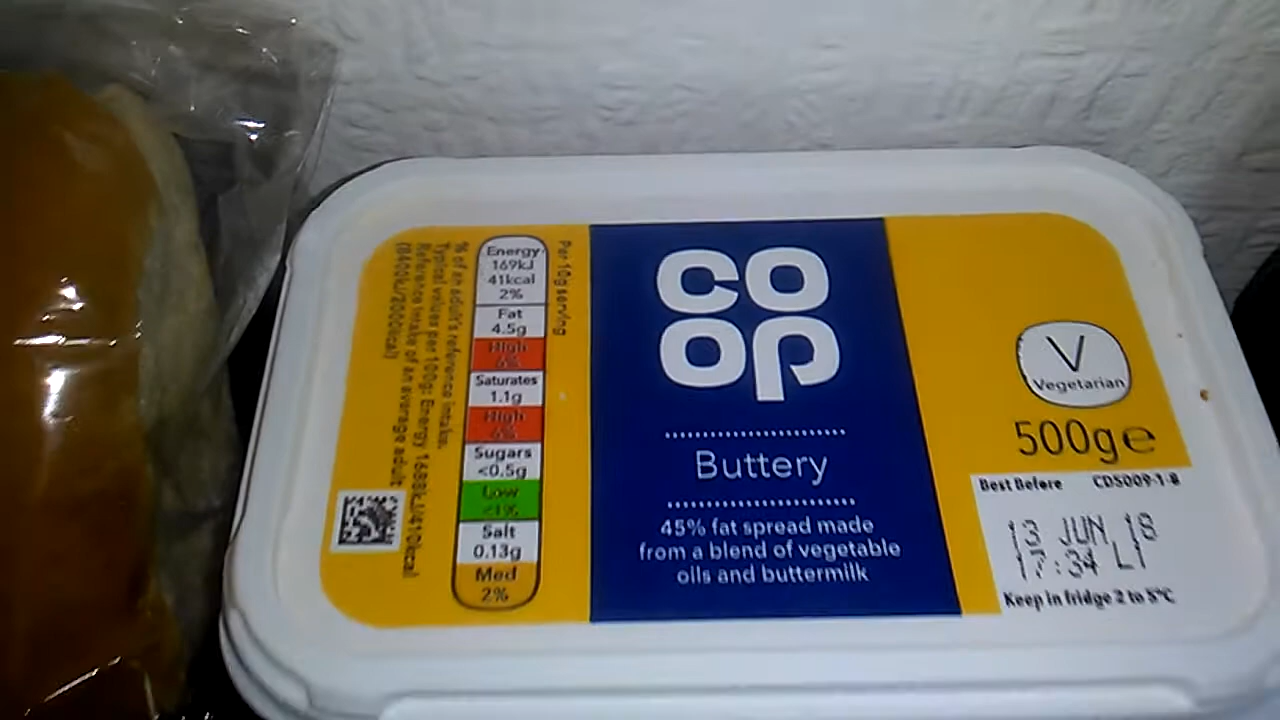 Per 10g serving
Energy
169kJ
41kcal
2%
Fat
4.5g
High
6%
Saturates
1.1g
High
6%
Sugars
<0.5g
Low
<1%
Salt
0.13g
Med
2%
% of an adult's reference intake.
Typical values per 100g: Energy 1688kJ/410kcal
Reference intake of an average adult
(8400kJ/2000kcal)
CO
OP
Buttery
45% fat spread made
from a blend of vegetable
oils and buttermilk
V
Vegetarian
500g℮
Best Before CD5009-1-8
13 JUN 18
17:34 L1
Keep in fridge 2 to 5°C